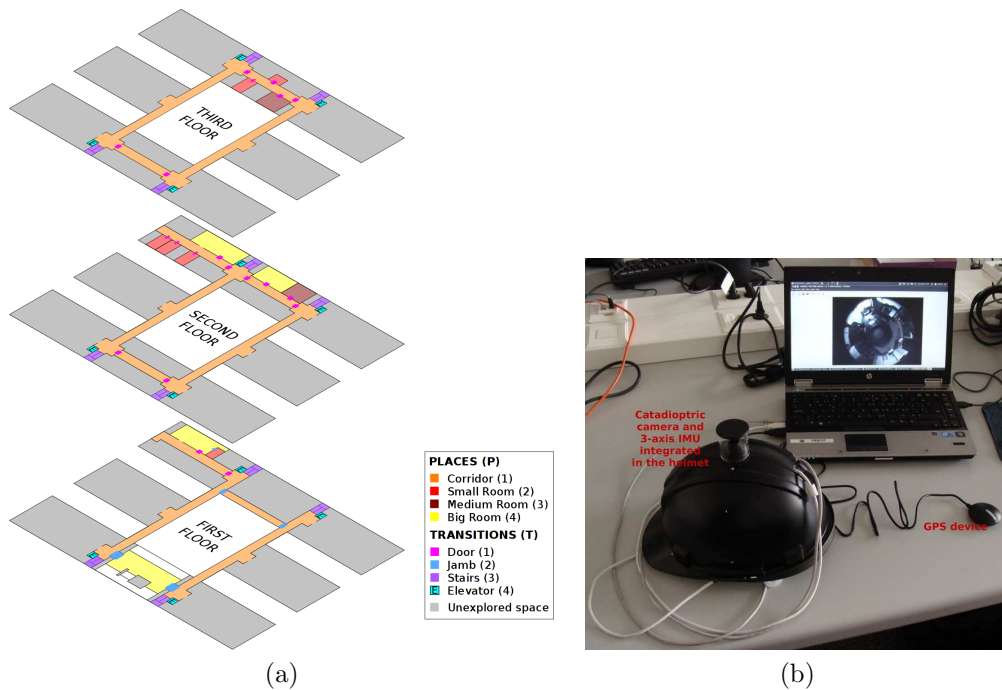 THIRD
FLOOR
SECOND
FLOOR
FIRST
FLOOR
PLACES (P)
Corridor (1)
Small Room (2)
Medium Room (3)
Big Room (4)
TRANSITIONS (T)
Door (1)
Jamb (2)
Stairs (3)
E Elevator (4)
Unexplored space
(a)
Catadioptric
camera and
3-axis IMU
integrated
in the helmet
GPS device
(b)